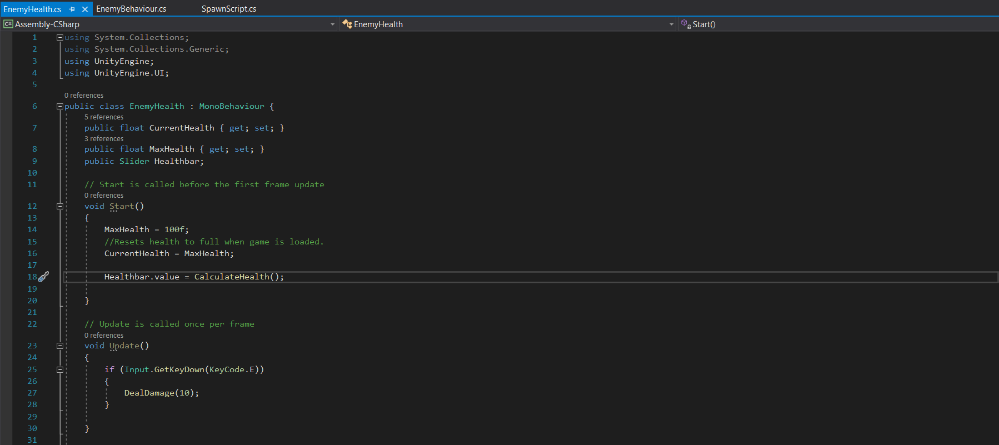 EnemyHealth.cs EnemyBehaviour.cs SpawnScript.cs
C# Assembly-CSharp EnemyHealth Start()
1 using System.Collections;
2 using System.Collections.Generic;
3 using UnityEngine;
4 using UnityEngine.UI;
5
0 references
6 public class EnemyHealth : MonoBehaviour {
5 references
7 public float CurrentHealth { get; set; }
3 references
8 public float MaxHealth { get; set; }
9 public Slider Healthbar;
10
11 // Start is called before the first frame update
0 references
12 void Start()
13 {
14 MaxHealth = 100f;
15 //Resets health to full when game is loaded.
16 CurrentHealth = MaxHealth;
17
18 Healthbar.value = CalculateHealth();
19
20 }
21
22 // Update is called once per frame
0 references
23 void Update()
24 {
25 if (Input.GetKeyDown(KeyCode.E))
26 {
27 DealDamage(10);
28 }
29
30 }
31